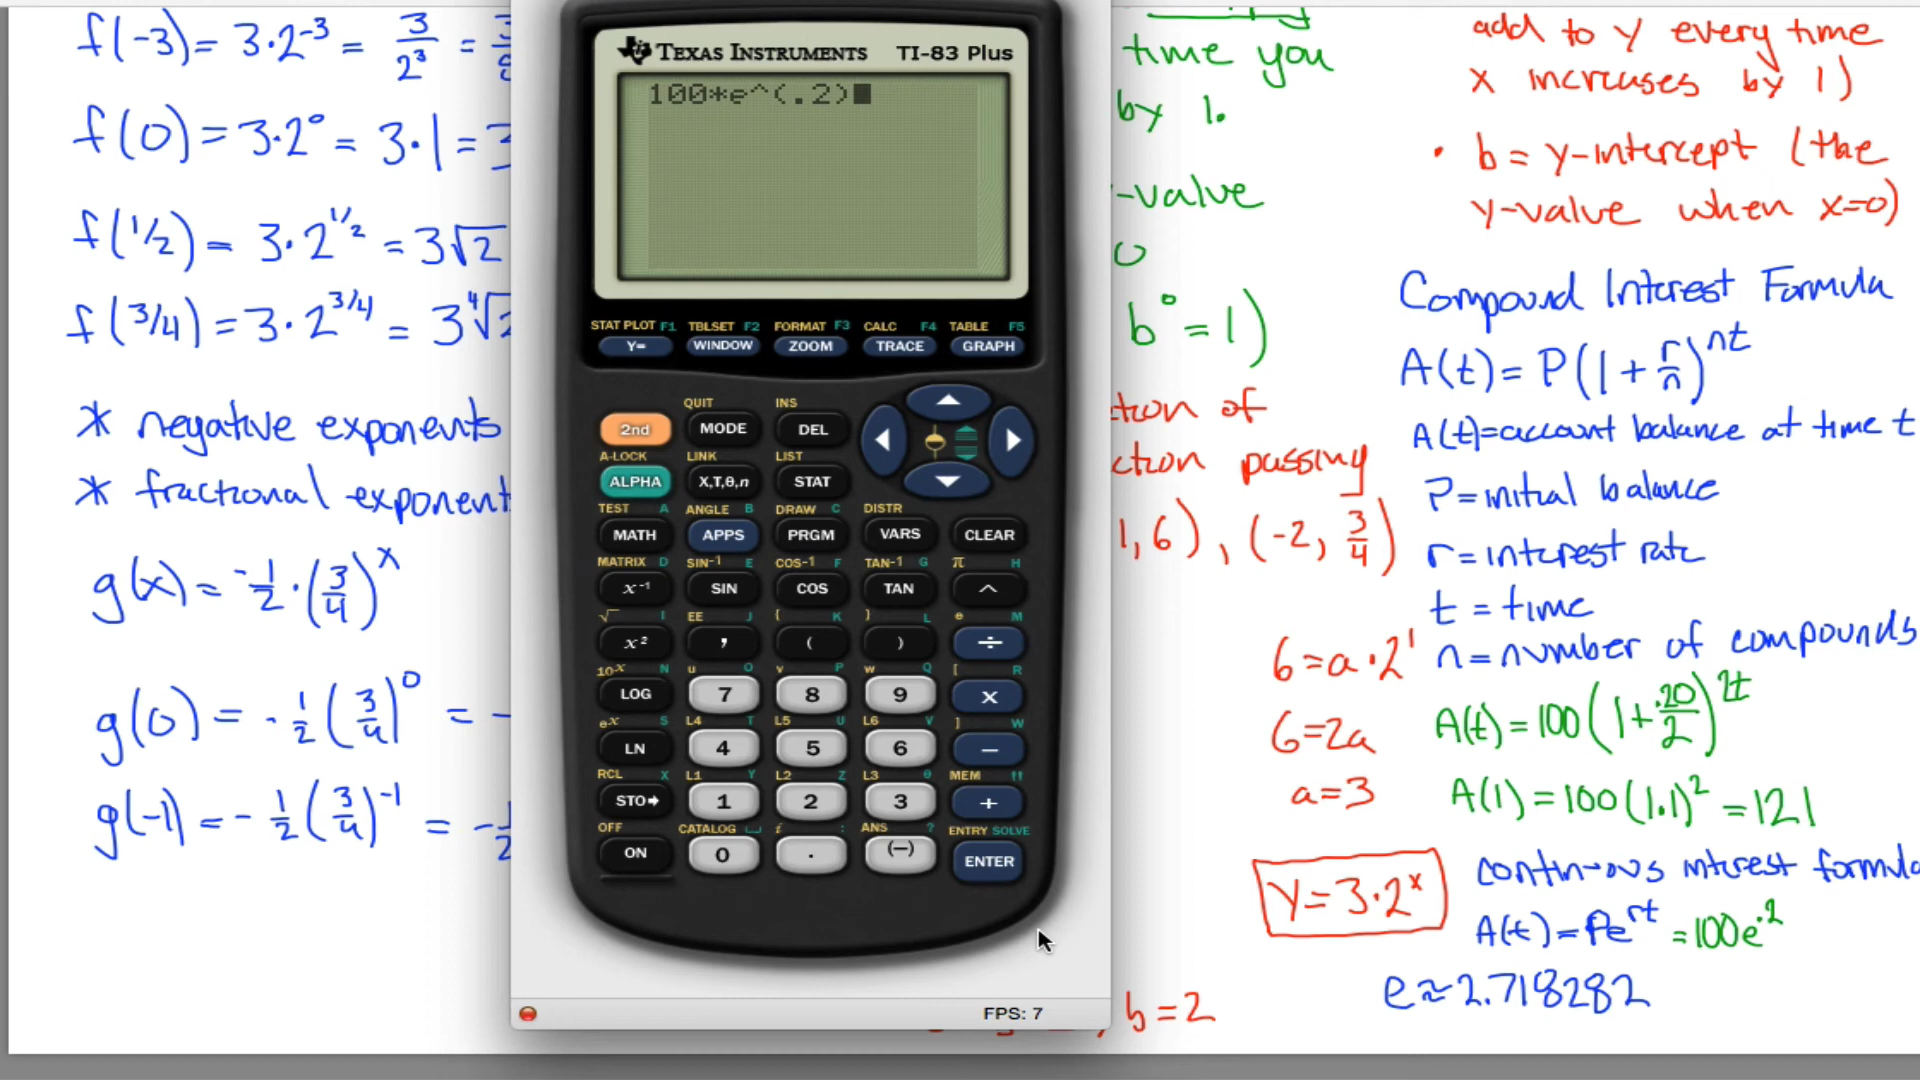 f(-3) = 3·2⁻³ = 3/2³ =
f(0) = 3·2⁰ = 3·1 =
f(1/2) = 3·2^1/2 = 3√2
f(3/4) = 3·2^3/4 = 3⁴√
* negative exponents
* fractional exponent
g(x) = -1/2·(3/4)^x
g(0) = -1/2(3/4)⁰ = -
g(-1) = -1/2(3/4)⁻¹ = -
TEXAS INSTRUMENTS TI-83 Plus
100*e^(.2)
STAT PLOT F1 TBLSET F2 FORMAT F3 CALC F4 TABLE F5
Y= WINDOW ZOOM TRACE GRAPH
QUIT INS
2nd MODE DEL
A-LOCK LINK LIST
ALPHA X,T,θ,n STAT
TEST A ANGLE B DRAW C DISTR
MATH APPS PRGM VARS CLEAR
MATRIX D SIN⁻¹ E COS⁻¹ F TAN⁻¹ G π H
x⁻¹ SIN COS TAN ^
√ I EE J { K } L e M
x² , ( ) ÷
10ˣ N u O v P w Q [ R
LOG 7 8 9 X
eˣ S L4 T L5 U L6 V ] W
LN 4 5 6 −
RCL X L1 Y L2 Z L3 θ MEM "
STO➔ 1 2 3 +
OFF CATALOG i : ANS ? ENTRY SOLVE
ON 0 . (−) ENTER
FPS: 7
time you
by 1.
-value
0
b⁰ = 1)
ction of
ction passing
1, 6), (-2, 3/4)
6 = a·2¹
6 = 2a
a = 3
Y = 3·2^x
b = 2
add to Y every time
x increases by 1)
• b = y-intercept (the
y-value when x=0)
Compound Interest Formula
A(t) = P(1 + r/n)^nt
A(t) = account balance at time t
P = initial balance
r = interest rate
t = time
n = number of compounds
A(t) = 100(1 + .20/2)^2t
A(1) = 100(1.1)² = 121
continuous interest formula
A(t) = Pe^rt = 100e^.2
e ≈ 2.718282